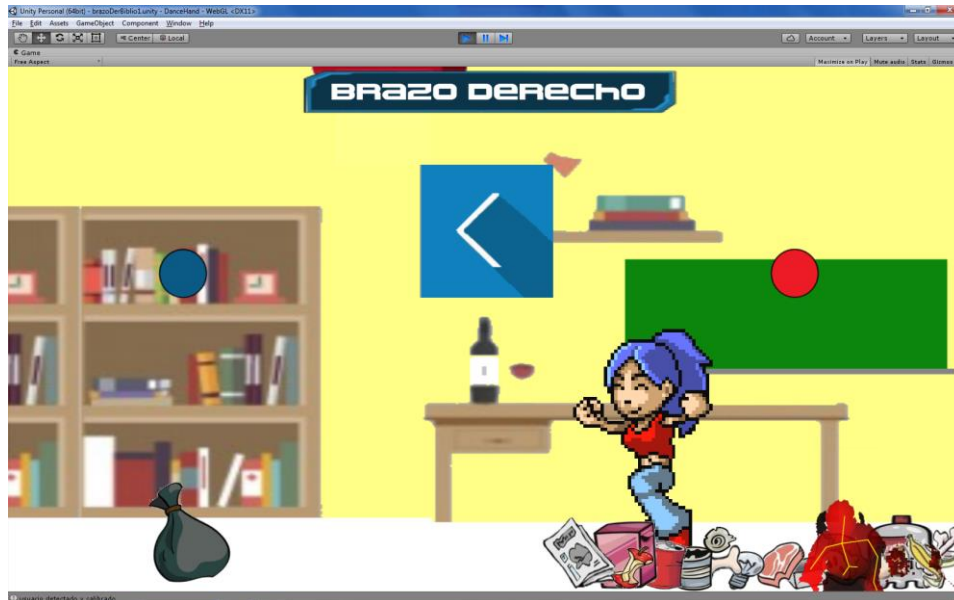 Unity Personal (64bit) - brazoDerBiblio1.unity - DanceHand - WebGL <DX11>
File Edit Assets GameObject Component Window Help
Center Local Account Layers Layout
Game
Free Aspect Maximize on Play Mute audio Stats Gizmos
BRAZO DERECHO
usuario detectado y calibrado